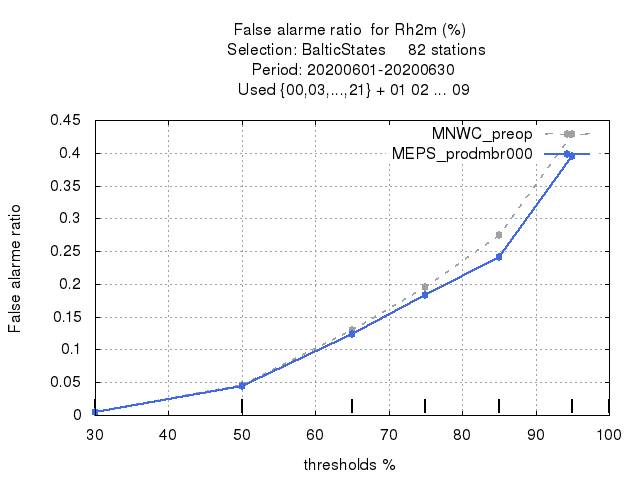 False alarme ratio  for Rh2m (%)
Selection: BalticStates     82 stations
Period: 20200601-20200630
Used {00,03,...,21} + 01 02 ... 09
False alarme ratio
0.45
0.4
0.35
0.3
0.25
0.2
0.15
0.1
0.05
0
MNWC_preop
MEPS_prodmbr000
30 40 50 60 70 80 90 100
thresholds %